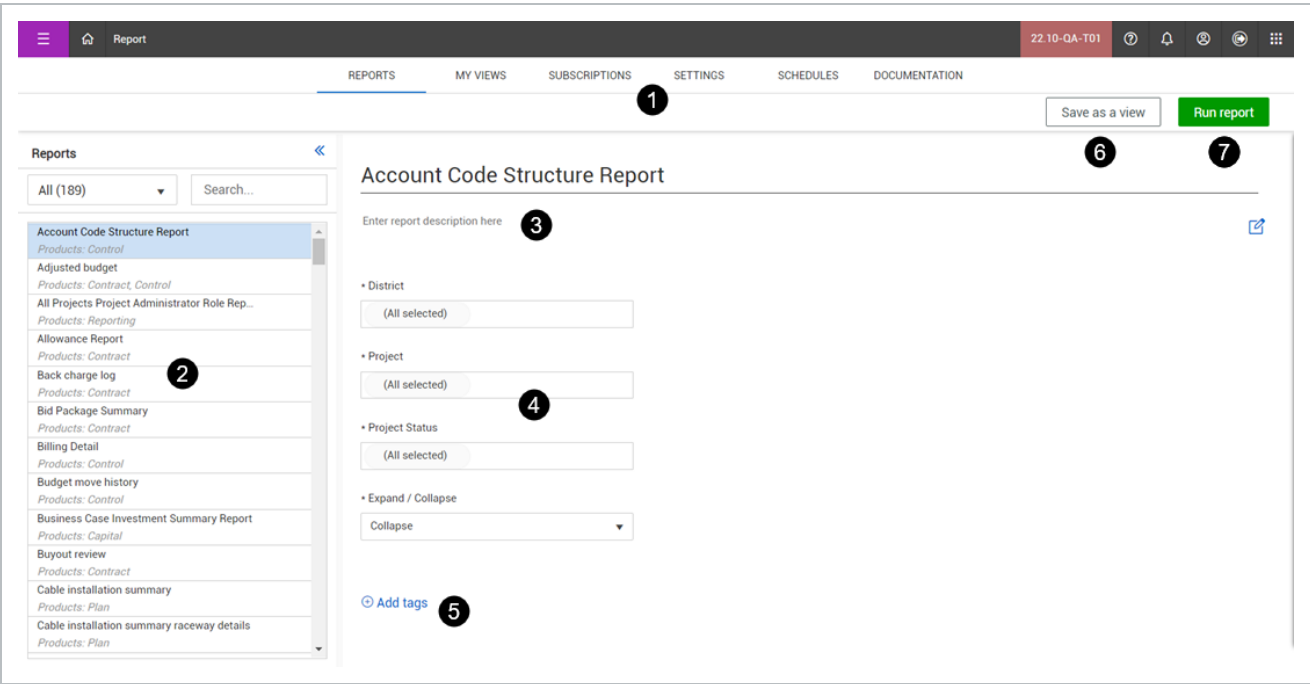 Report
22.10-QA-T01
REPORTS MY VIEWS SUBSCRIPTIONS SETTINGS SCHEDULES DOCUMENTATION
1
Save as a view
Run report
6
7
Reports
All (189)
Search...
Account Code Structure Report
Products: Control
Adjusted budget
Products: Contract, Control
All Projects Project Administrator Role Rep...
Products: Reporting
Allowance Report
Products: Contract
2
Back charge log
Products: Contract
Bid Package Summary
Products: Contract
Billing Detail
Products: Control
Budget move history
Products: Control
Business Case Investment Summary Report
Products: Capital
Buyout review
Products: Contract
Cable installation summary
Products: Plan
Cable installation summary raceway details
Products: Plan
Account Code Structure Report
Enter report description here
3
• District
(All selected)
• Project
(All selected)
4
• Project Status
(All selected)
• Expand / Collapse
Collapse
Add tags
5